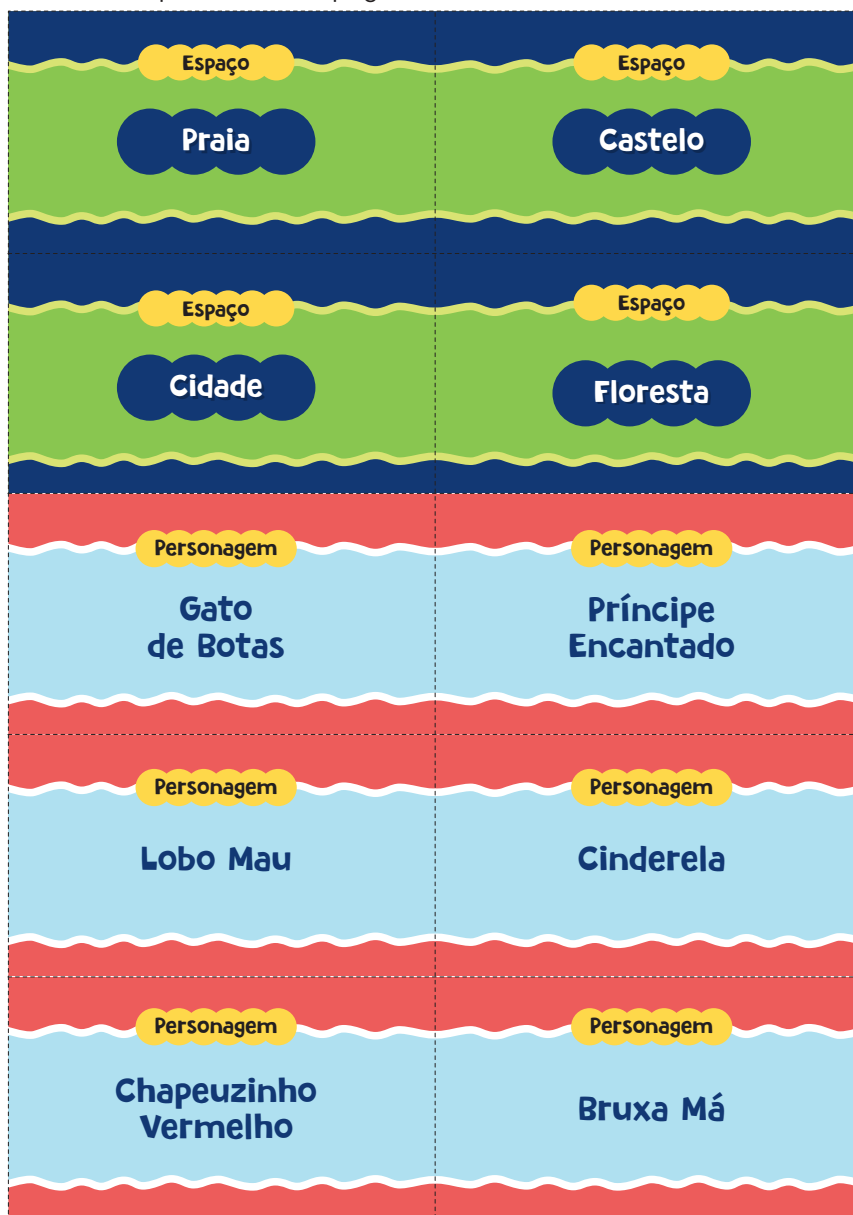 Espaço
Praia
Espaço
Castelo
Espaço
Cidade
Espaço
Floresta
Personagem
Gato
de Botas
Personagem
Príncipe
Encantado
Personagem
Lobo Mau
Personagem
Cinderela
Personagem
Chapeuzinho
Vermelho
Personagem
Bruxa Má